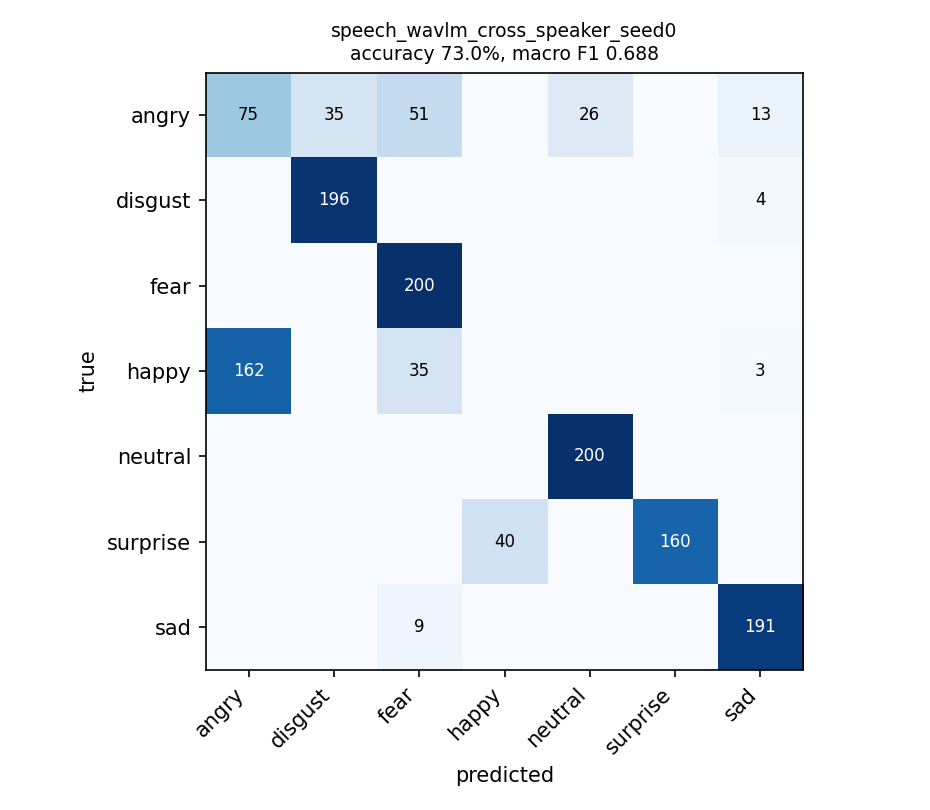 speech_wavlm_cross_speaker_seed0
accuracy 73.0%, macro F1 0.688
angry 75 35 51 26 13
disgust 196 4
fear 200
happy 162 35 3
neutral 200
surprise 40 160
sad 9 191
true
angry disgust fear happy neutral surprise sad
predicted